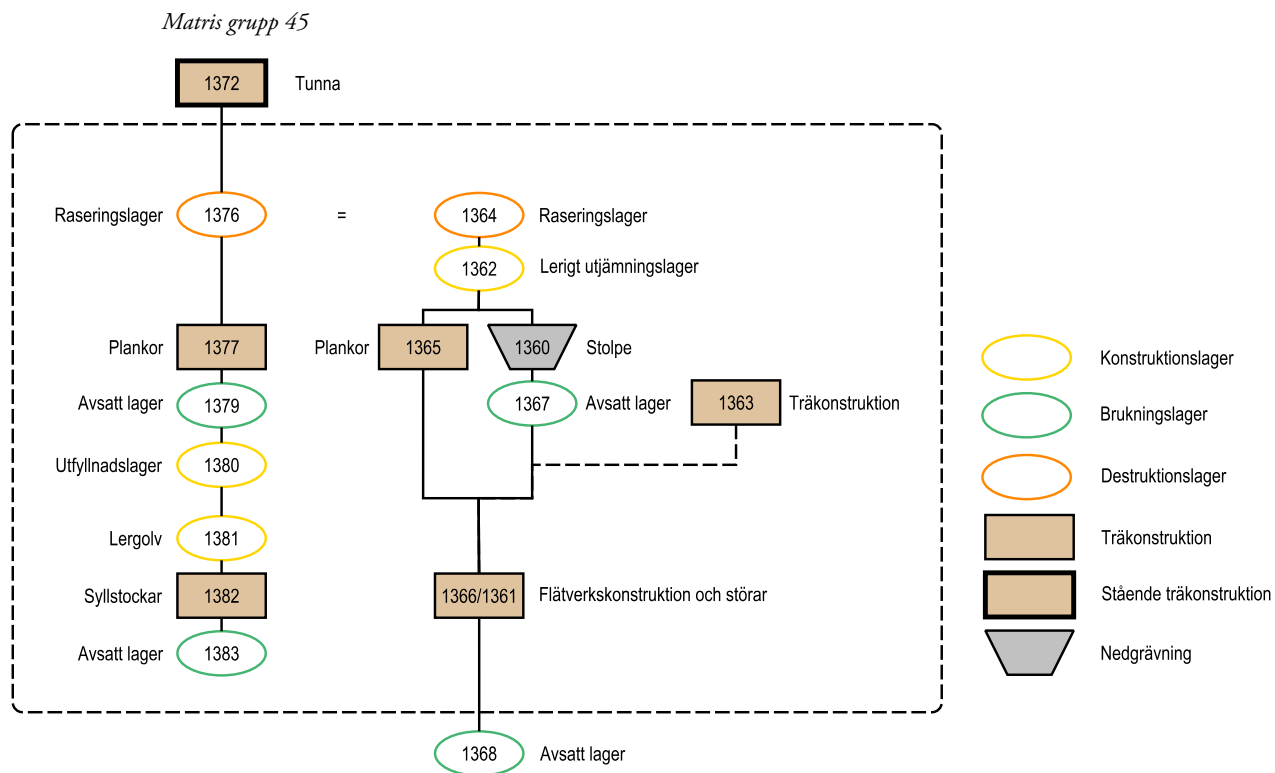 Matris grupp 45
1372 Tunna
Raseringslager 1376 = 1364 Raseringslager
1362 Lerigt utjämningslager
Plankor 1377 Plankor 1365 1360 Stolpe
Avsatt lager 1379 1367 Avsatt lager 1363 Träkonstruktion
Utfyllnadslager 1380
Lergolv 1381
Syllstockar 1382 1366/1361 Flätverkskonstruktion och störar
Avsatt lager 1383
1368 Avsatt lager
Konstruktionslager
Brukningslager
Destruktionslager
Träkonstruktion
Stående träkonstruktion
Nedgrävning